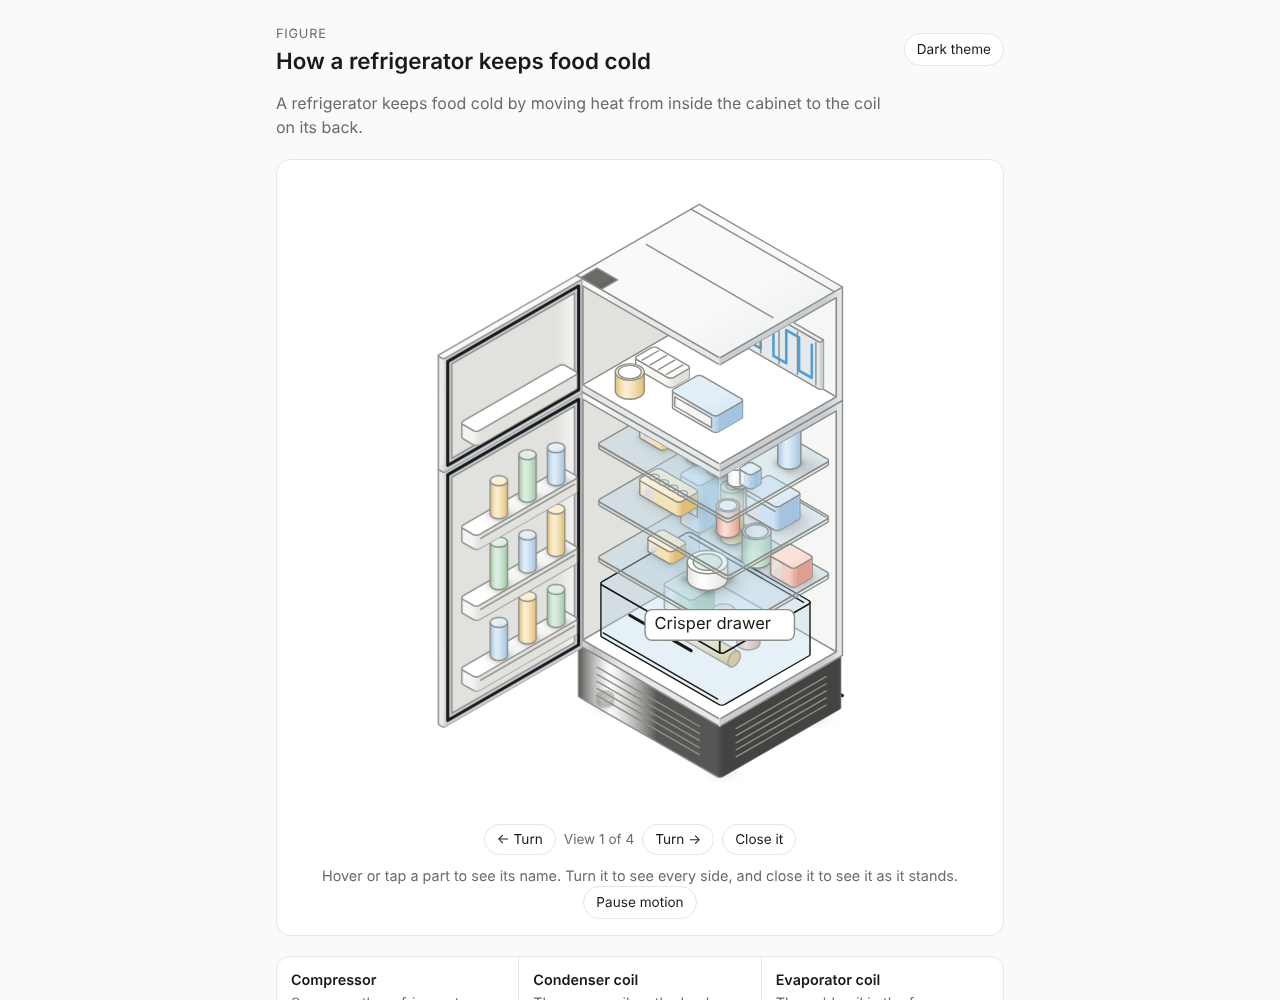 FIGURE
How a refrigerator keeps food cold
Dark theme
A refrigerator keeps food cold by moving heat from inside the cabinet to the coil
on its back.
Crisper drawer
← Turn
View 1 of 4
Turn →
Close it
Hover or tap a part to see its name. Turn it to see every side, and close it to see it as it stands.
Pause motion
Compressor
Condenser coil
Evaporator coil